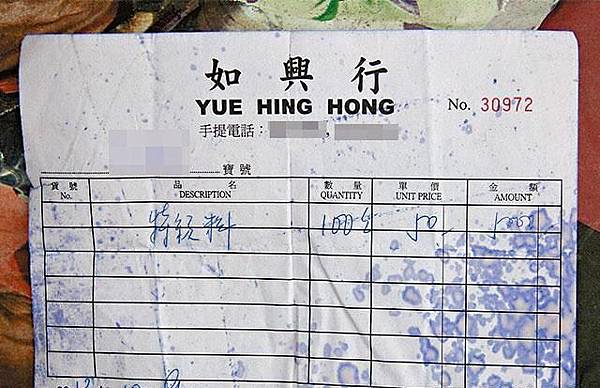 如興行
YUE HING HONG
No. 30972
手提電話：
寶號
貨號 品名 數量 單價 金額
No. DESCRIPTION QUANTITY UNIT PRICE AMOUNT
特級料 100 50